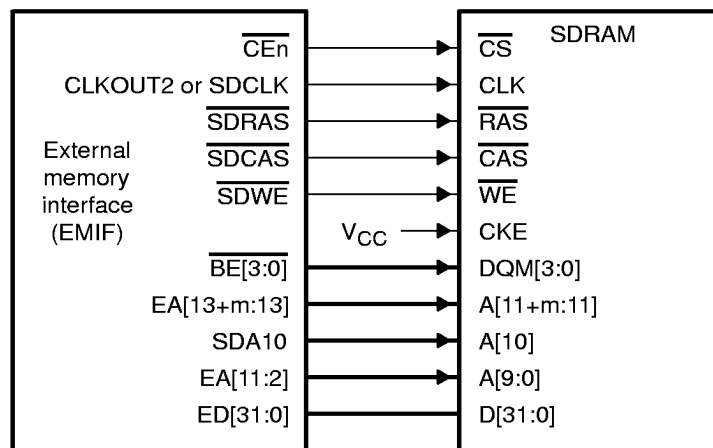 SDRAM
CEn
CS
CLKOUT2 or SDCLK
CLK
SDRAS
RAS
External
memory
interface
(EMIF)
SDCAS
CAS
SDWE
WE
VCC
CKE
BE[3:0]
DQM[3:0]
EA[13+m:13]
A[11+m:11]
SDA10
A[10]
EA[11:2]
A[9:0]
ED[31:0]
D[31:0]